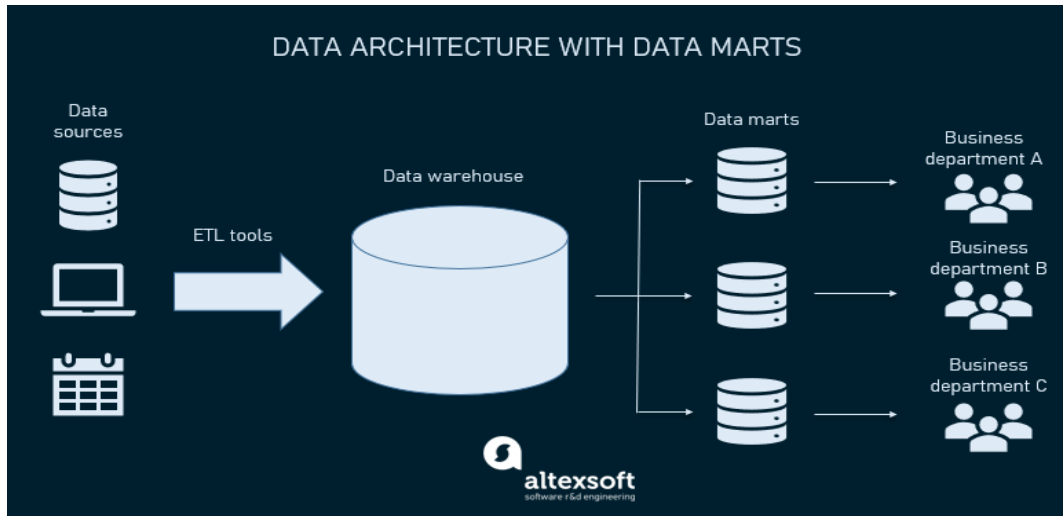 DATA ARCHITECTURE WITH DATA MARTS
Data
sources
ETL tools
Data warehouse
Data marts
Business
department A
Business
department B
Business
department C
altexsoft
software r&d engineering